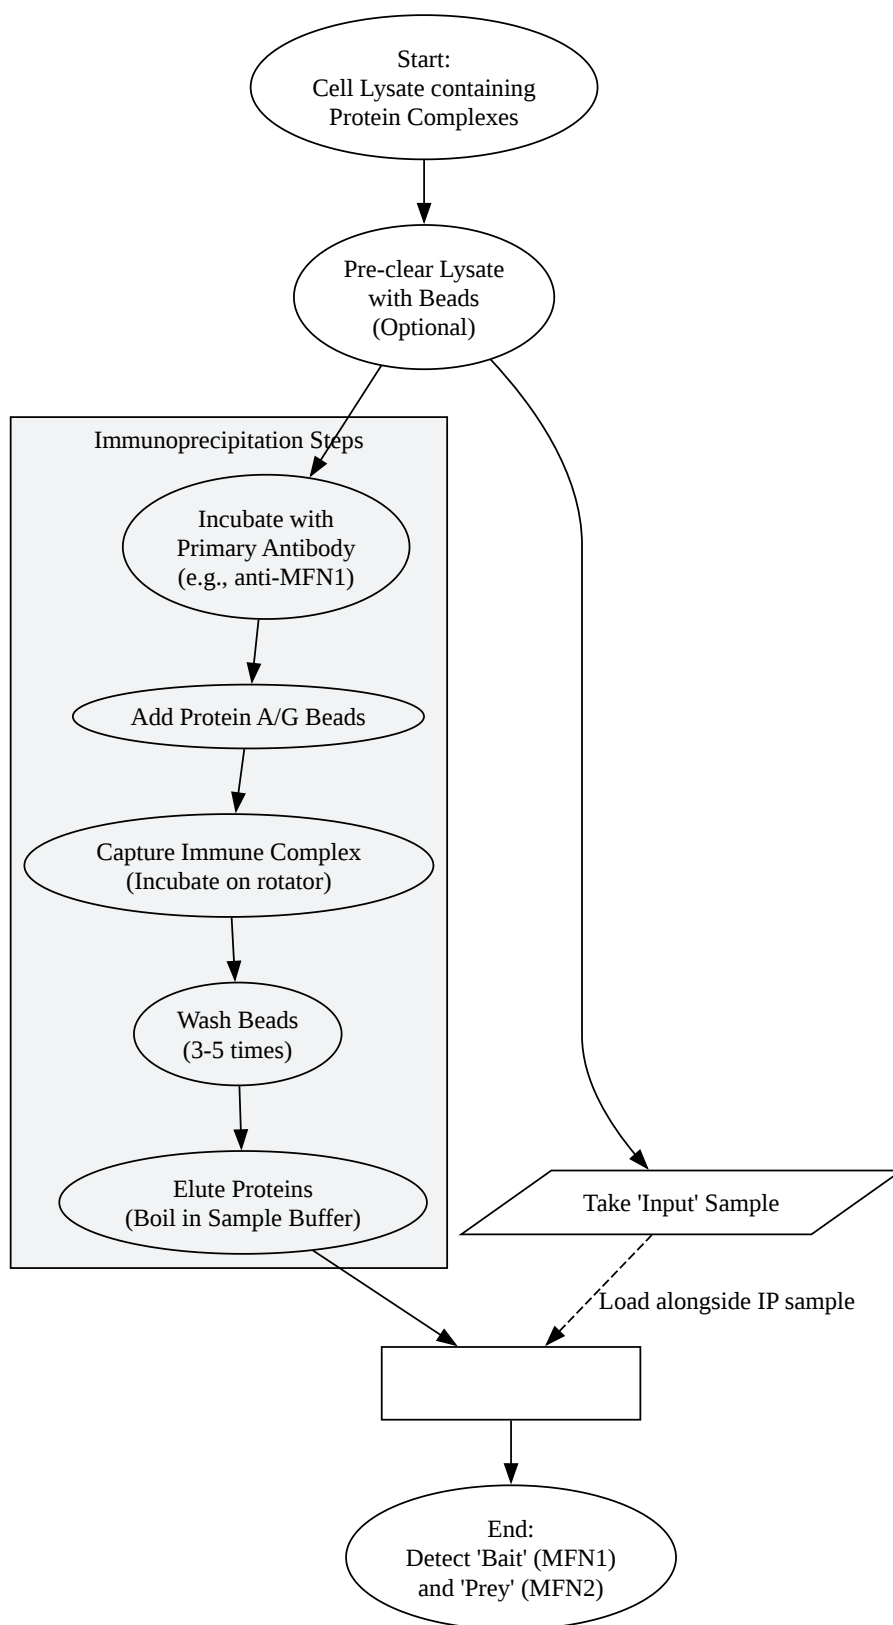 Start:
Cell Lysate containing
Protein Complexes
Pre-clear Lysate
with Beads
(Optional)
Immunoprecipitation Steps
Incubate with
Primary Antibody
(e.g., anti-MFN1)
Add Protein A/G Beads
Capture Immune Complex
(Incubate on rotator)
Wash Beads
(3-5 times)
Elute Proteins
(Boil in Sample Buffer)
Take 'Input' Sample
Load alongside IP sample
End:
Detect 'Bait' (MFN1)
and 'Prey' (MFN2)